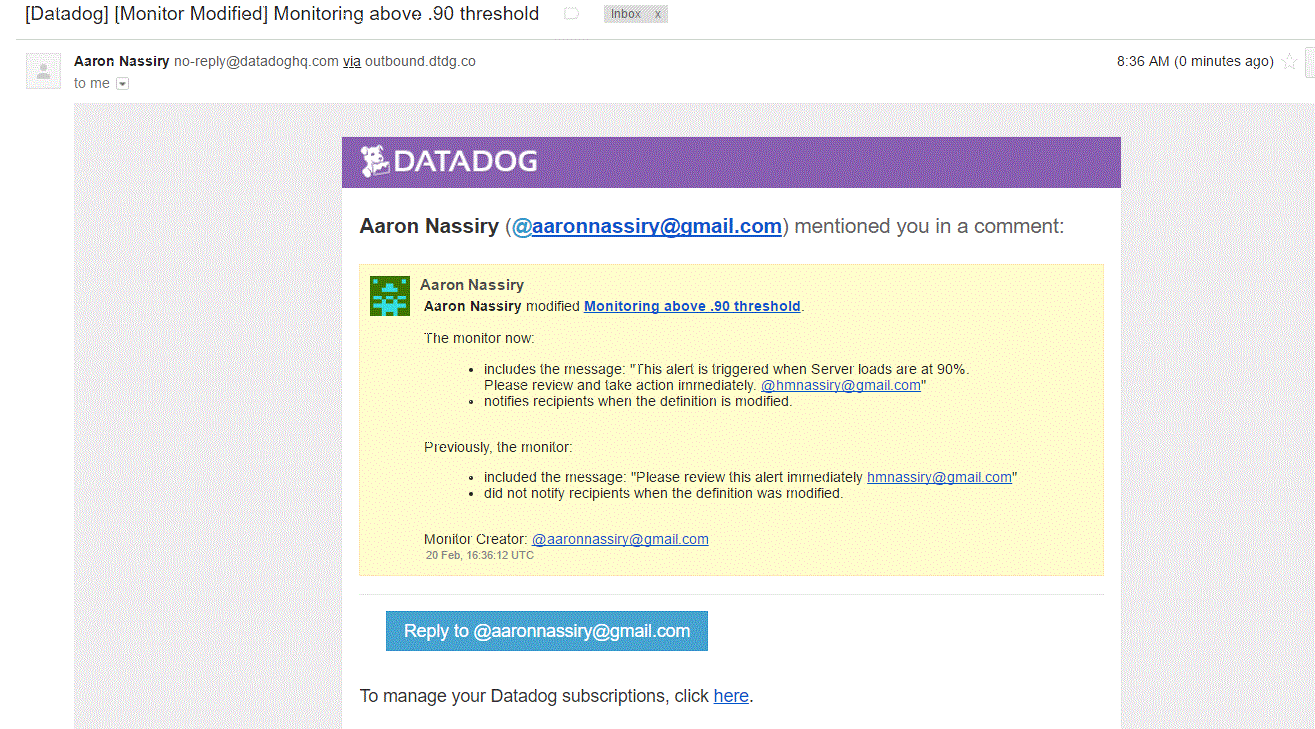 [Datadog] [Monitor Modified] Monitoring above .90 threshold Inbox x
Aaron Nassiry no-reply@datadoghq.com via outbound.dtdg.co 8:36 AM (0 minutes ago)
to me
DATADOG
Aaron Nassiry (@aaronnassiry@gmail.com) mentioned you in a comment:
Aaron Nassiry
Aaron Nassiry modified Monitoring above .90 threshold.
The monitor now:
• includes the message: "This alert is triggered when Server loads are at 90%.
Please review and take action immediately. @hmnassiry@gmail.com"
• notifies recipients when the definition is modified.
Previously, the monitor:
• included the message: "Please review this alert immediately hmnassiry@gmail.com"
• did not notify recipients when the definition was modified.
Monitor Creator: @aaronnassiry@gmail.com
20 Feb, 16:36:12 UTC
Reply to @aaronnassiry@gmail.com
To manage your Datadog subscriptions, click here.